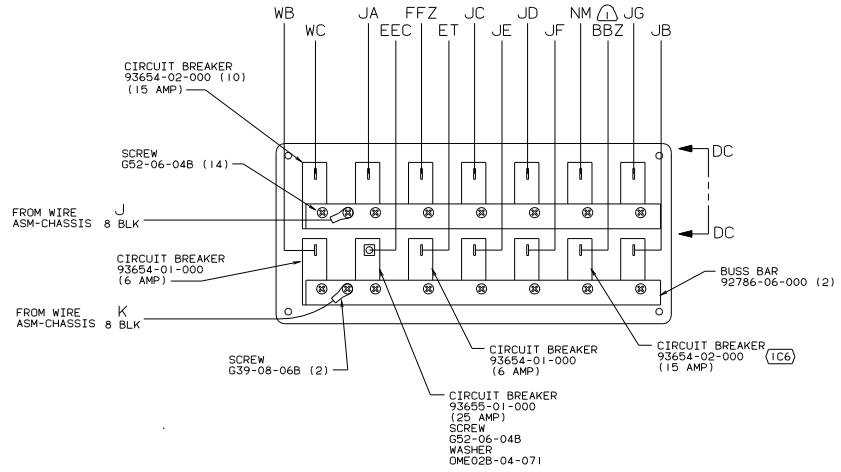 WB JA FFZ JC JD NM 1 JG
WC EEC ET JE JF BBZ JB
CIRCUIT BREAKER
93654-02-000 (10)
(15 AMP)
SCREW
G52-06-04B (14)
DC
DC
FROM WIRE J
ASM-CHASSIS 8 BLK
CIRCUIT BREAKER
93654-01-000
(6 AMP)
BUSS BAR
92786-06-000 (2)
FROM WIRE K
ASM-CHASSIS 8 BLK
SCREW
G39-08-06B (2)
CIRCUIT BREAKER
93654-01-000
(6 AMP)
CIRCUIT BREAKER
93654-02-000 1C6
(15 AMP)
CIRCUIT BREAKER
93655-01-000
(25 AMP)
SCREW
G52-06-04B
WASHER
OME02B-04-071